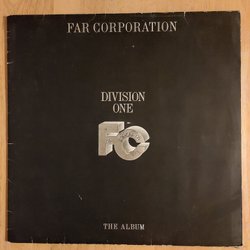 FAR CORPORATION
DIVISION
ONE
FC
THE ALBUM